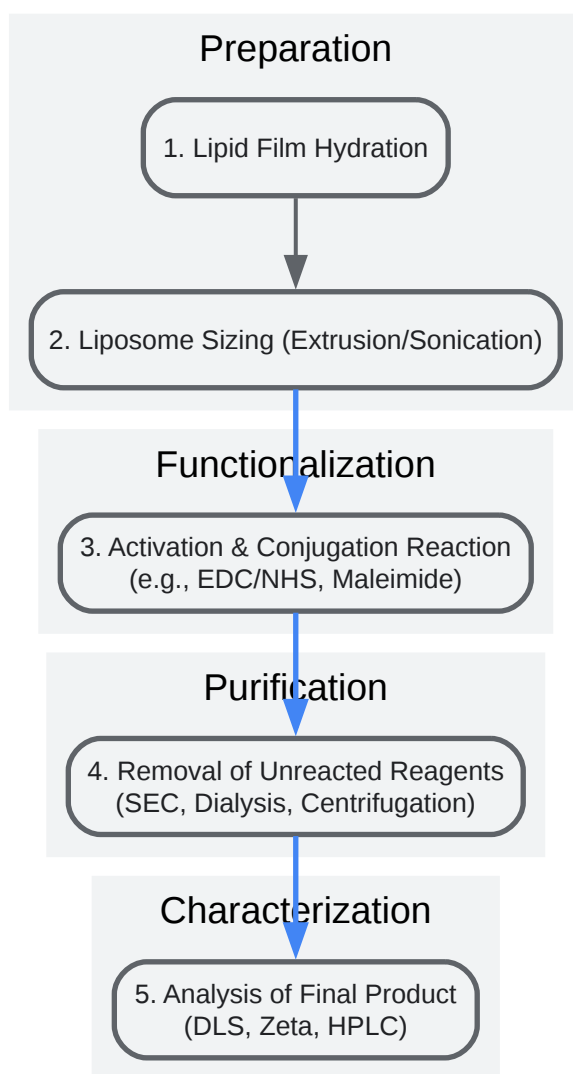 Preparation
1. Lipid Film Hydration
2. Liposome Sizing (Extrusion/Sonication)
Functionalization
3. Activation & Conjugation Reaction
(e.g., EDC/NHS, Maleimide)
Purification
4. Removal of Unreacted Reagents
(SEC, Dialysis, Centrifugation)
Characterization
5. Analysis of Final Product
(DLS, Zeta, HPLC)